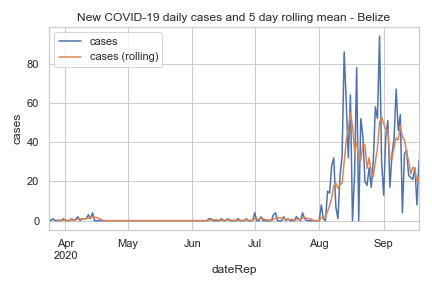 New COVID-19 daily cases and 5 day rolling mean - Belize
cases
cases (rolling)
cases
80
60
40
20
0
Apr
2020
May
Jun
Jul
Aug
Sep
dateRep